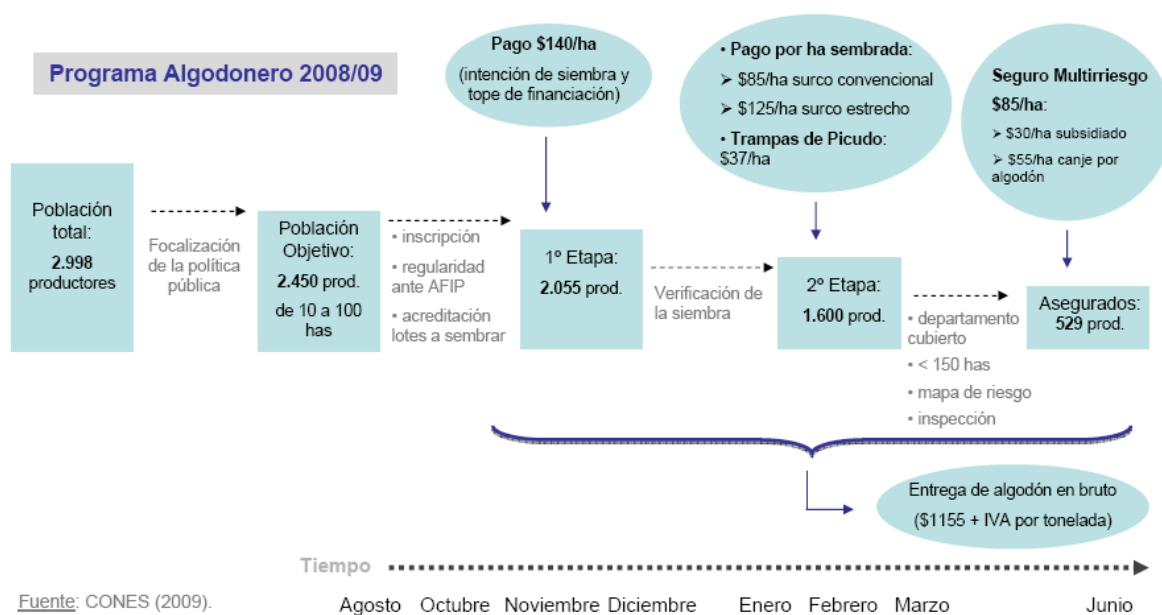 Programa Algodonero 2008/09
Pago $140/ha
(intención de siembra y
tope de financiación)
• Pago por ha sembrada:
➢ $85/ha surco convencional
➢ $125/ha surco estrecho
• Trampas de Picudo:
$37/ha
Seguro Multirriesgo
$85/ha:
➢ $30/ha subsidiado
➢ $55/ha canje por
algodón
Población
total:
2.998
productores
Focalización
de la política
pública
Población
Objetivo:
2.450 prod.
de 10 a 100
has
• inscripción
• regularidad
ante AFIP
• acreditación
lotes a sembrar
1º Etapa:
2.055 prod.
Verificación de
la siembra
2º Etapa:
1.600 prod.
• departamento
cubierto
• < 150 has
• mapa de riesgo
• inspección
Asegurados:
529 prod.
Entrega de algodón en bruto
($1155 + IVA por tonelada)
Tiempo
Agosto Octubre Noviembre Diciembre Enero Febrero Marzo Junio
Fuente: CONES (2009).